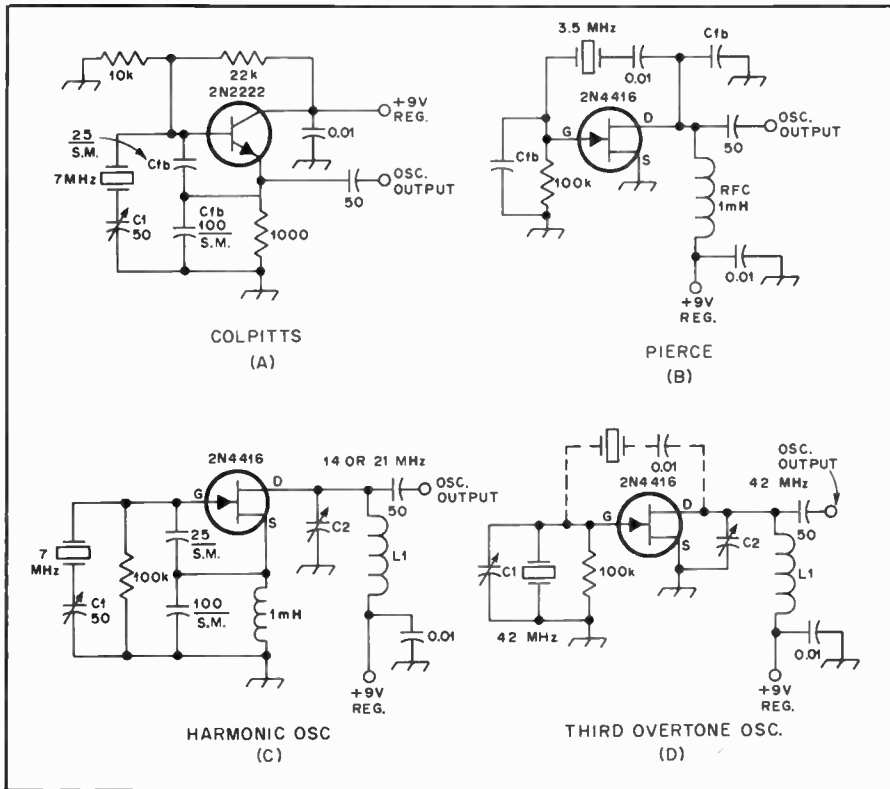 10k
22k
2N2222
+9V
REG.
0.01
25
S.M.
Cfb
7MHz
C1
50
Cfb
100
S.M.
1000
50
OSC.
OUTPUT
COLPITTS
(A)
3.5 MHz
0.01
Cfb
2N4416
G
D
S
Cfb
100k
50
OSC.
OUTPUT
RFC
1mH
0.01
+9V
REG.
PIERCE
(B)
2N4416
14 OR 21 MHz
G
D
S
OSC.
OUTPUT
50
7
MHz
C1
50
100k
25
S.M.
100
S.M.
1mH
C2
L1
0.01
+9V
REG.
HARMONIC OSC
(C)
0.01
2N4416
G
D
S
OSC.
OUTPUT
42 MHz
50
C1
42 MHz
100k
C2
L1
0.01
+9V
REG.
THIRD OVERTONE OSC.
(D)